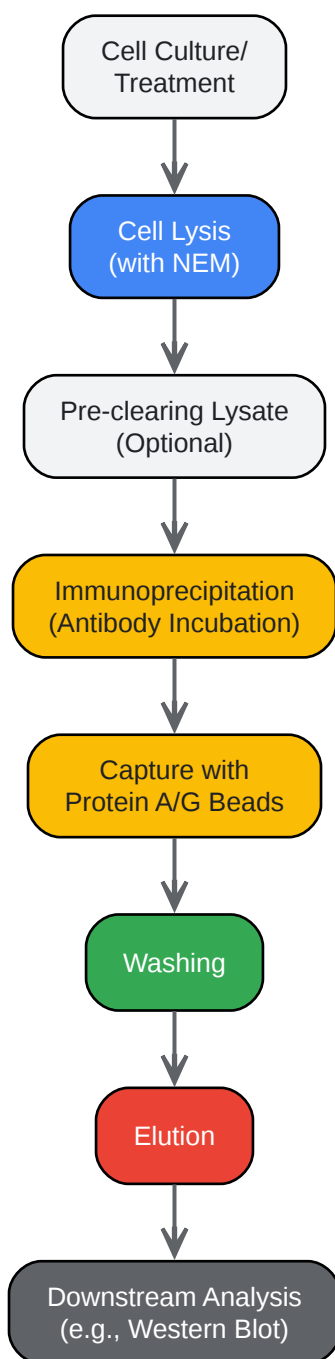 Cell Culture/
Treatment
Cell Lysis
(with NEM)
Pre-clearing Lysate
(Optional)
Immunoprecipitation
(Antibody Incubation)
Capture with
Protein A/G Beads
Washing
Elution
Downstream Analysis
(e.g., Western Blot)